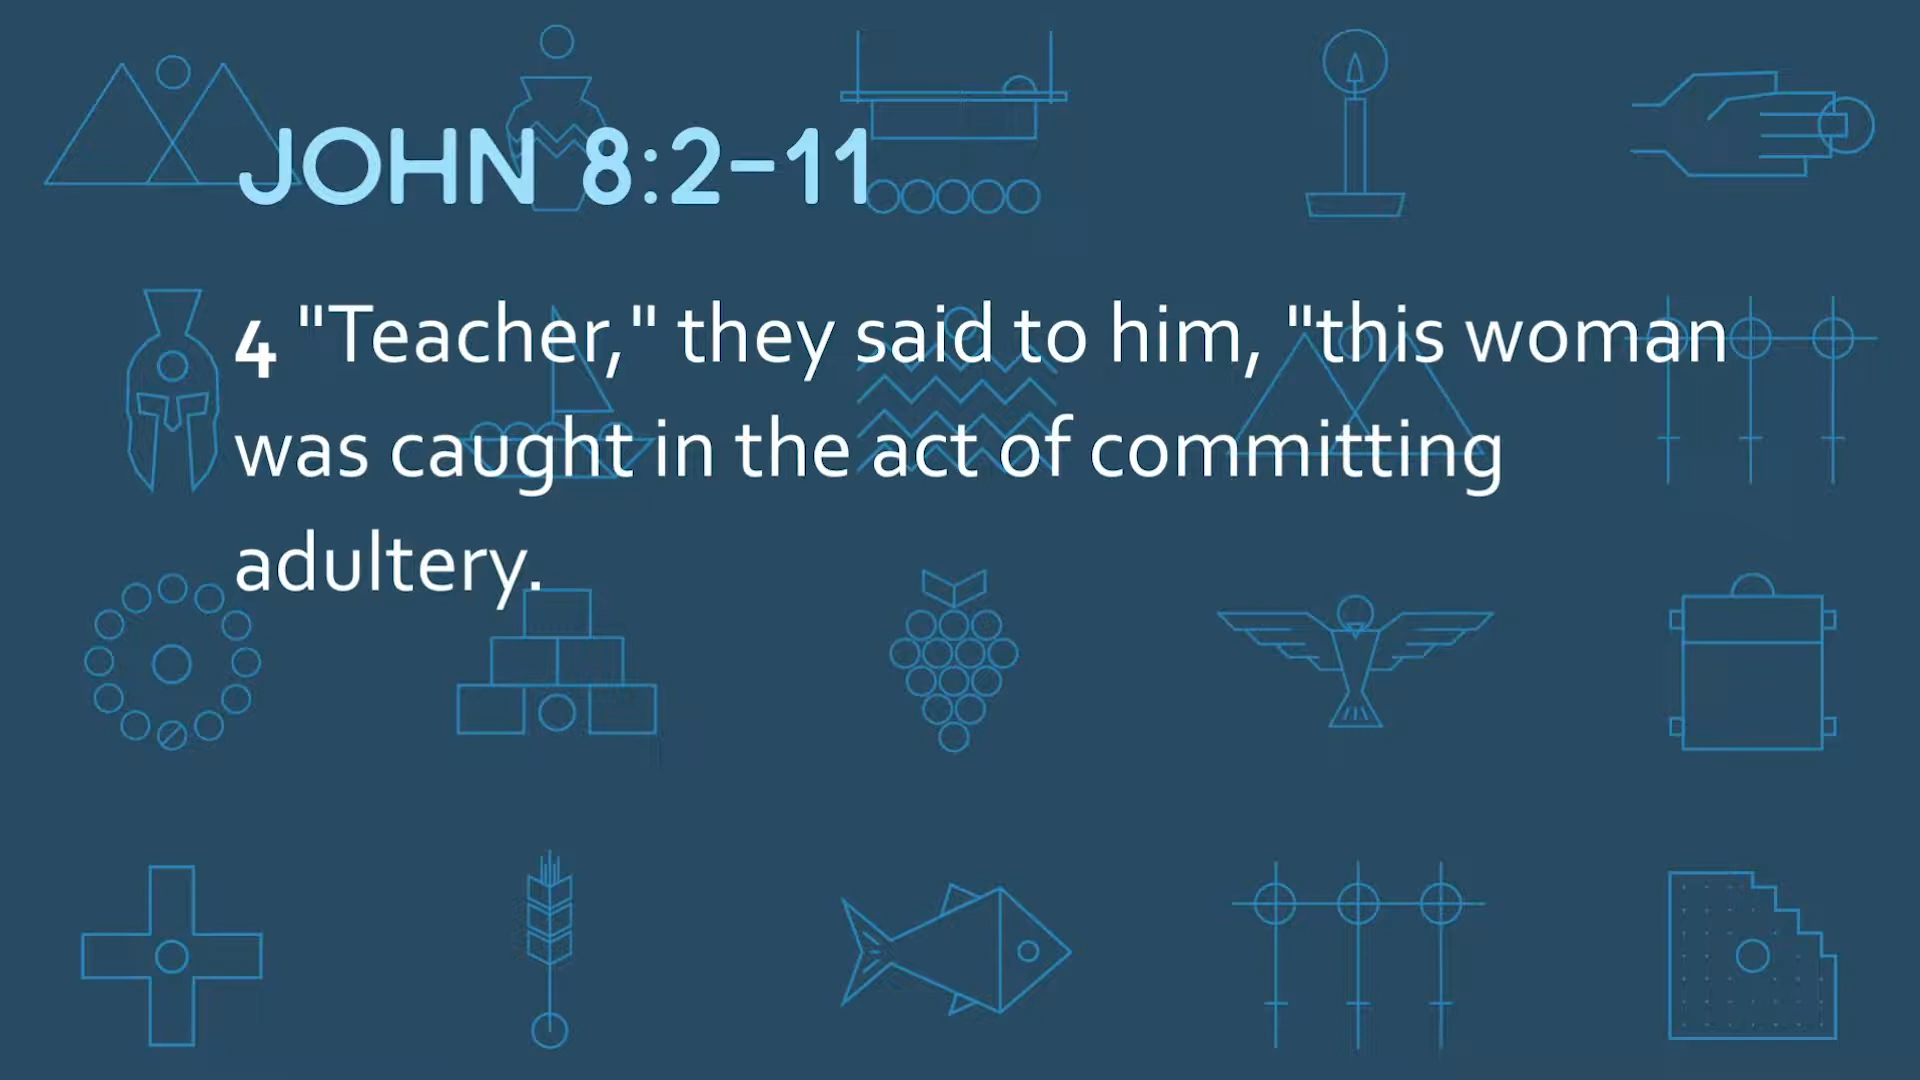 JOHN 8:2-11
4 "Teacher," they said to him, "this woman
was caught in the act of committing
adultery.